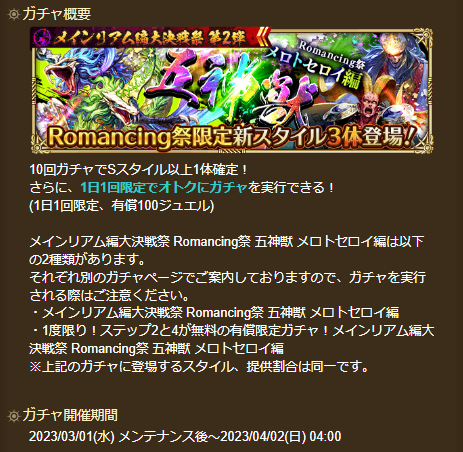 ガチャ概要
メインリアム編大決戦祭 第2弾
Romancing祭
メロトセロイ編
五神獣
Romancing祭限定新スタイル3体登場!
10回ガチャでSスタイル以上1体確定！
さらに、1日1回限定でオトクにガチャを実行できる！
(1日1回限定、有償100ジュエル)
メインリアム編大決戦祭 Romancing祭 五神獣 メロトセロイ編は以下
の2種類があります。
それぞれ別のガチャページでご案内しておりますので、ガチャを実行
される際はご注意ください。
・メインリアム編大決戦祭 Romancing祭 五神獣 メロトセロイ編
・1度限り！ステップ2と4が無料の有償限定ガチャ！メインリアム編大
決戦祭 Romancing祭 五神獣 メロトセロイ編
※上記のガチャに登場するスタイル、提供割合は同一です。
ガチャ開催期間
2023/03/01(水) メンテナンス後～2023/04/02(日) 04:00